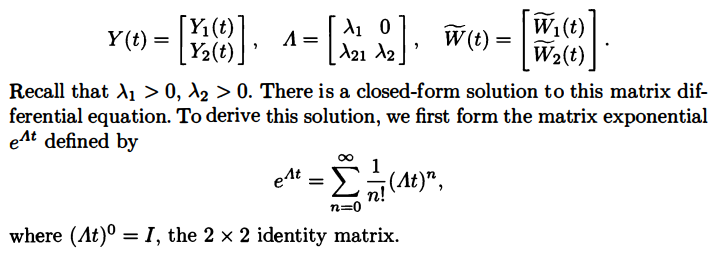 Y(t) = [Y₁(t) Y₂(t)], Λ = [λ₁ 0 λ₂₁ λ₂], W̃(t) = [W̃₁(t) W̃₂(t)].
Recall that λ₁ > 0, λ₂ > 0. There is a closed-form solution to this matrix dif-
ferential equation. To derive this solution, we first form the matrix exponential
e^Λt defined by
e^Λt = ∑_{n=0}^∞ 1/n! (Λt)ⁿ,
where (Λt)⁰ = I, the 2 × 2 identity matrix.